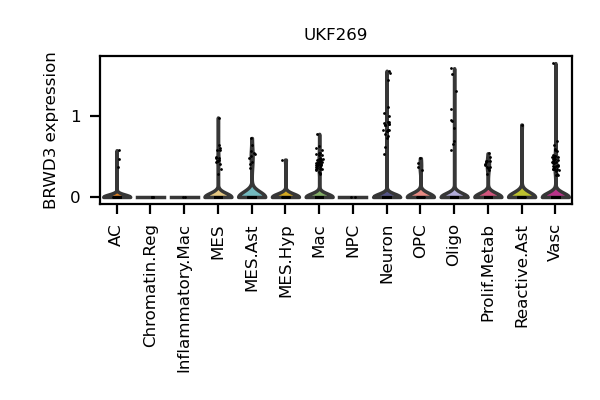 UKF269
BRWD3 expression
1
0
AC
Chromatin.Reg
Inflammatory.Mac
MES
MES.Ast
MES.Hyp
Mac
NPC
Neuron
OPC
Oligo
Prolif.Metab
Reactive.Ast
Vasc